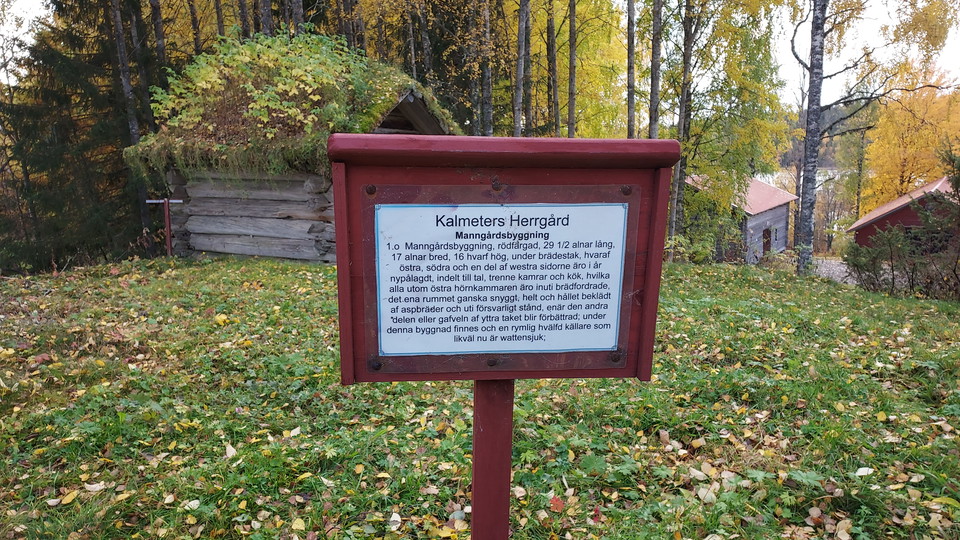 Kalmeters Herrgård
Manngårdsbyggning
1.o Manngårdsbyggning, rödfärgad, 29 1/2 alnar lång,
17 alnar bred, 16 hvarf hög, under brädestak, hvaraf
östra, södra och en del af westra sidorne äro i år
nypålagdt, indelt till tal, trenne kamrar och kök, hvilka
alla utom östra hörnkammaren äro inuti brädfordrade,
det.ena rummet ganska snyggt, helt och hållet beklädt
af aspbräder och uti försvarligt stånd, enär den andra
delen eller gafveln af yttra taket blir förbättrad; under
denna byggnad finnes och en rymlig hvälfd källare som
likväl nu är wattensjuk;